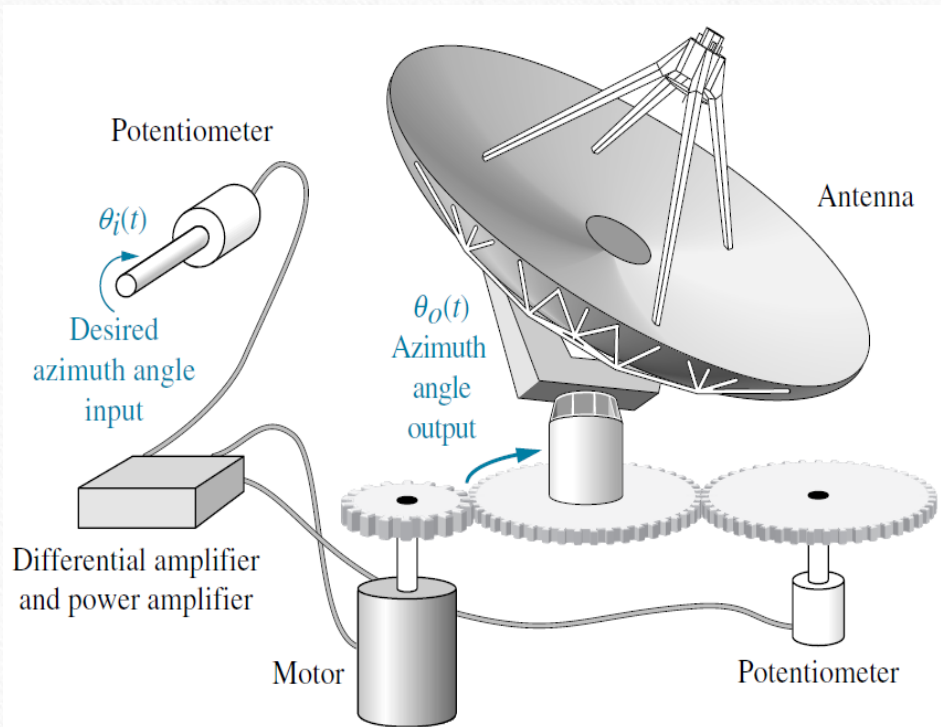 Potentiometer
θi(t)
Desired
azimuth angle
input
Antenna
θo(t)
Azimuth
angle
output
Differential amplifier
and power amplifier
Motor
Potentiometer